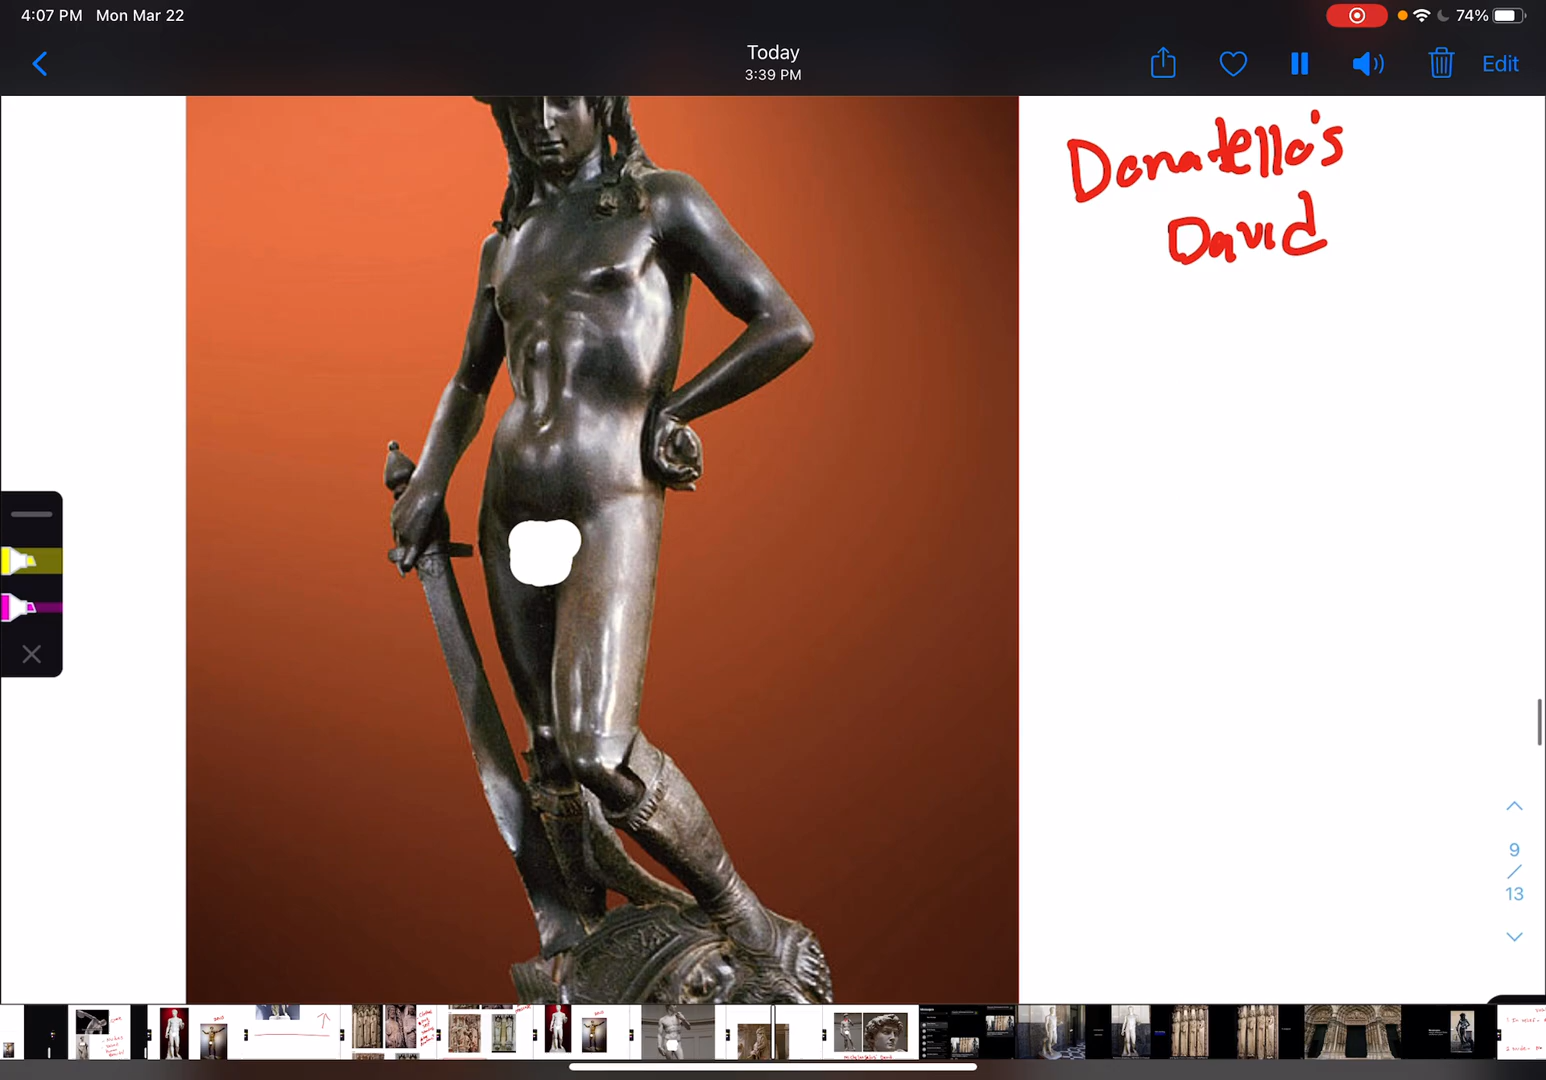 4:07 PM Mon Mar 22
74%
Today
3:39 PM
Edit
Donatello's
David
9
/
13